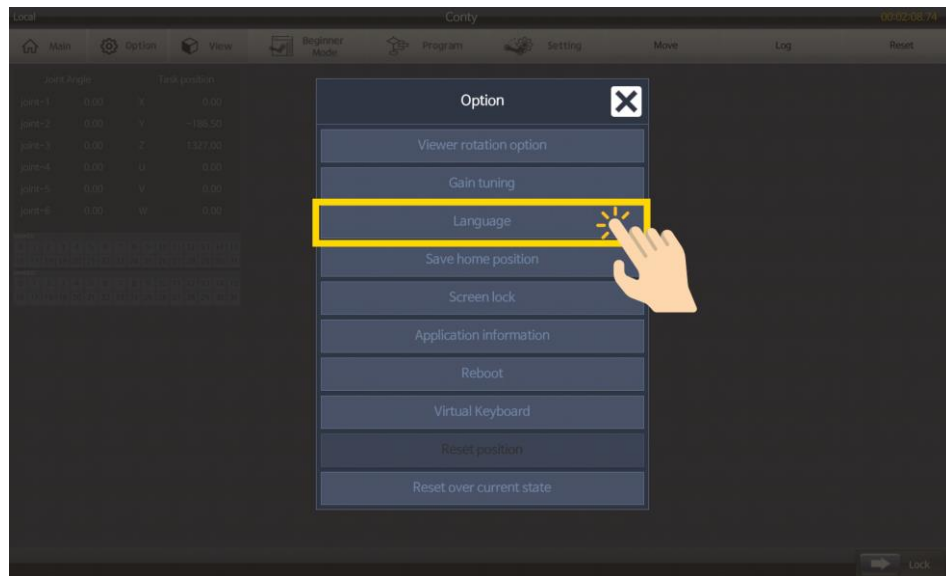 Local Conty 00:02:08.74
Main Option View Beginner Mode Program Setting Move Log Reset
Joint Angle Task position
joint-1 0.00 X 0.00
joint-2 0.00 Y -186.50
joint-3 0.00 Z 1327.00
joint-4 0.00 U 0.00
joint-5 0.00 V 0.00
joint-6 0.00 W 0.00
Option
Viewer rotation option
Gain tuning
Language
Save home position
Screen lock
Application information
Reboot
Virtual Keyboard
Reset position
Reset over current state
Lock